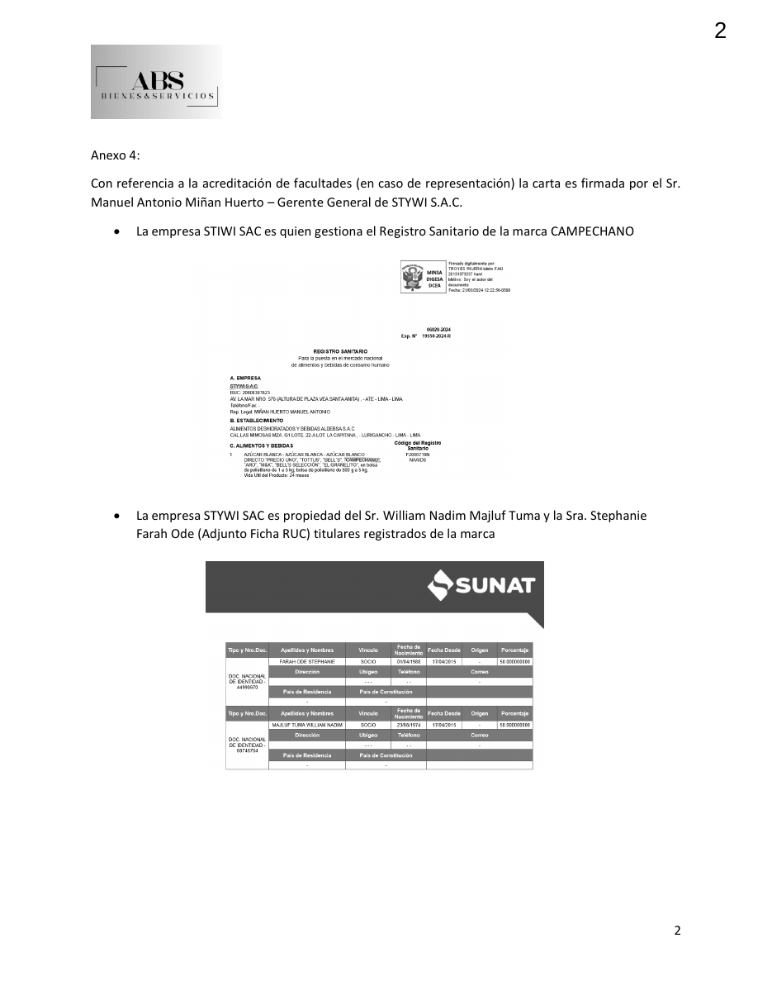 2
ABS
BIENES&SERVICIOS
Anexo 4:
Con referencia a la acreditación de facultades (en caso de representación) la carta es firmada por el Sr.
Manuel Antonio Miñan Huerto – Gerente General de STYWI S.A.C.
• La empresa STIWI SAC es quien gestiona el Registro Sanitario de la marca CAMPECHANO
MINSA
DIGESA
DCEA
Firmado digitalmente por:
TROYES RIVERA Mario FAU
20131373237 hard
Motivo: Soy el autor del
documento
Fecha: 21/03/2024 12:22:56-0500
06020-2024
Exp. N° 19550-2024-R
REGISTRO SANITARIO
Para la puesta en el mercado nacional
de alimentos y bebidas de consumo humano
A. EMPRESA
STYWI S.A.C.
RUC: 20600307623
AV. LA MAR NRO. 576 (ALTURA DE PLAZA VEA SANTA ANITA) , - ATE - LIMA - LIMA
Teléfono/Fax: -
Rep. Legal: MIÑAN HUERTO MANUEL ANTONIO
B. ESTABLECIMIENTO
ALIMENTOS DESHIDRATADOS Y BEBIDAS ALDEBSA S.A.C
CAL.LAS MIMOSAS MZA. G1 LOTE. 22-A LOT. LA CAPITANA , - LURIGANCHO - LIMA - LIMA
C. ALIMENTOS Y BEBIDAS Código del Registro
Sanitario
1 AZÚCAR BLANCA - AZÚCAR BLANCA - AZÚCAR BLANCO F2000719N
DIRECTO "PRECIO UNO", "TOTTUS", "BELL'S", "CAMPECHANO", NAAIDS
"ARO", "M&K", "BELL'S SELECCIÓN", "EL GRANELITO", en bolsa
de polietileno de 1 a 5 kg; bolsa de polietileno de 500 g a 5 kg.
Vida Util del Producto: 24 meses
• La empresa STYWI SAC es propiedad del Sr. William Nadim Majluf Tuma y la Sra. Stephanie
Farah Ode (Adjunto Ficha RUC) titulares registrados de la marca
SUNAT
Tipo y Nro.Doc. Apellidos y Nombres Vínculo Fecha de Nacimiento Fecha Desde Origen Porcentaje
DOC. NACIONAL DE IDENTIDAD - 44990670 FARAH ODE STEPHANIE SOCIO 01/04/1988 17/04/2015 - 50.000000000
Dirección Ubigeo Teléfono Correo
- - - - - -
País de Residencia País de Constitución
- -
Tipo y Nro.Doc. Apellidos y Nombres Vínculo Fecha de Nacimiento Fecha Desde Origen Porcentaje
DOC. NACIONAL DE IDENTIDAD - 08746764 MAJLUF TUMA WILLIAM NADIM SOCIO 23/06/1974 17/04/2015 - 50.000000000
Dirección Ubigeo Teléfono Correo
- - - - - -
País de Residencia País de Constitución
- -
2